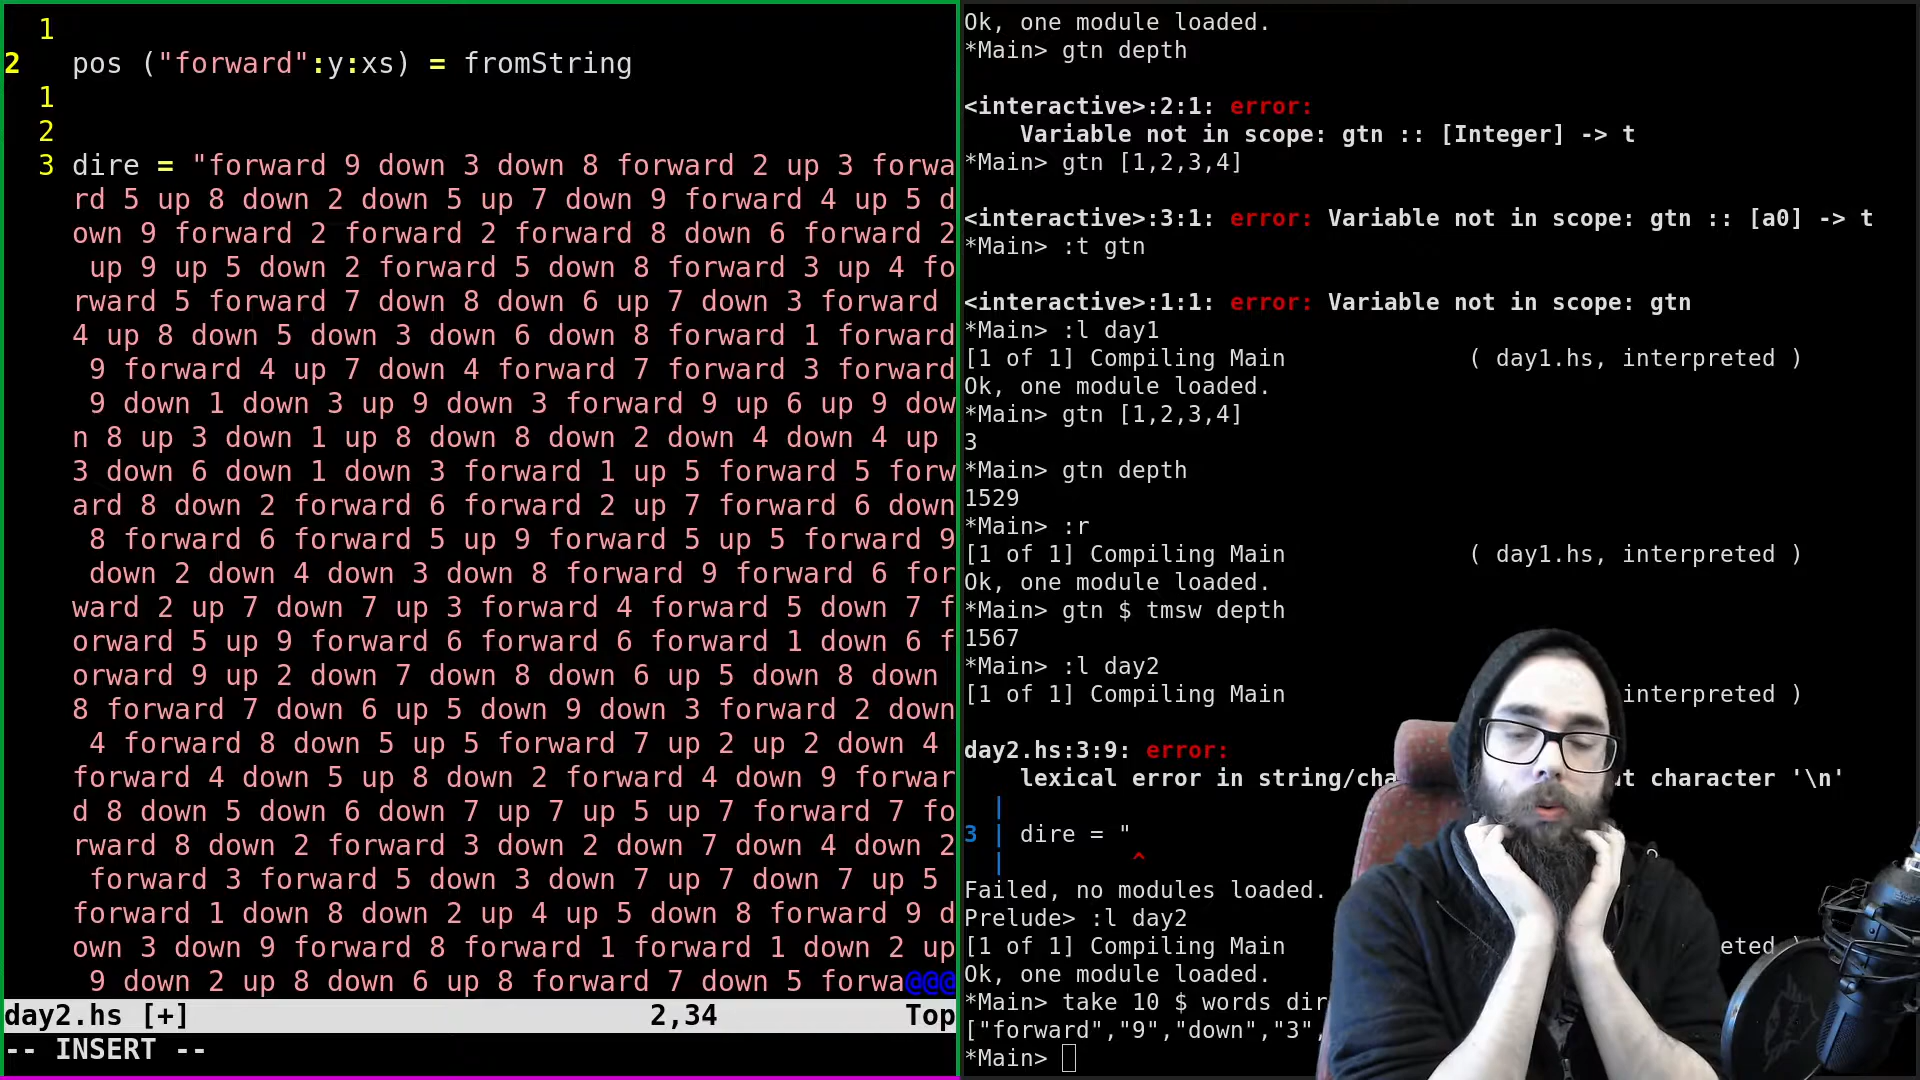 1
2 pos ("forward":y:xs) = fromString
1
2
3 dire = "forward 9 down 3 down 8 forward 2 up 3 forwa
rd 5 up 8 down 2 down 5 up 7 down 9 forward 4 up 5 d
own 9 forward 2 forward 2 forward 8 down 6 forward 2
up 9 up 5 down 2 forward 5 down 8 forward 3 up 4 fo
rward 5 forward 7 down 8 down 6 up 7 down 3 forward
4 up 8 down 5 down 3 down 6 down 8 forward 1 forward
9 forward 4 up 7 down 4 forward 7 forward 3 forward
9 down 1 down 3 up 9 down 3 forward 9 up 6 up 9 dow
n 8 up 3 down 1 up 8 down 8 down 2 down 4 down 4 up
3 down 6 down 1 down 3 forward 1 up 5 forward 5 forw
ard 8 down 2 forward 6 forward 2 up 7 forward 6 down
8 forward 6 forward 5 up 9 forward 5 up 5 forward 9
down 2 down 4 down 3 down 8 forward 9 forward 6 for
ward 2 up 7 down 7 up 3 forward 4 forward 5 down 7 f
orward 5 up 9 forward 6 forward 6 forward 1 down 6 f
orward 9 up 2 down 7 down 8 down 6 up 5 down 8 down
8 forward 7 down 6 up 5 down 9 down 3 forward 2 down
4 forward 8 down 5 up 5 forward 7 up 2 up 2 down 4
forward 4 down 5 up 8 down 2 forward 4 down 9 forwar
d 8 down 5 down 6 down 7 up 7 up 5 up 7 forward 7 fo
rward 8 down 2 forward 3 down 2 down 7 down 4 down 2
forward 3 forward 5 down 3 down 7 up 7 down 7 up 5
forward 1 down 8 down 2 up 4 up 5 down 8 forward 9 d
own 3 down 9 forward 8 forward 1 forward 1 down 2 up
9 down 2 up 8 down 6 up 8 forward 7 down 5 forwa@@@
day2.hs [+] 2,34 Top
-- INSERT --
Ok, one module loaded.
*Main> gtn depth
<interactive>:2:1: error:
Variable not in scope: gtn :: [Integer] -> t
*Main> gtn [1,2,3,4]
<interactive>:3:1: error: Variable not in scope: gtn :: [a0] -> t
*Main> :t gtn
<interactive>:1:1: error: Variable not in scope: gtn
*Main> :l day1
[1 of 1] Compiling Main ( day1.hs, interpreted )
Ok, one module loaded.
*Main> gtn [1,2,3,4]
3
*Main> gtn depth
1529
*Main> :r
[1 of 1] Compiling Main ( day1.hs, interpreted )
Ok, one module loaded.
*Main> gtn $ tmsw depth
1567
*Main> :l day2
[1 of 1] Compiling Main interpreted )
day2.hs:3:9: error:
lexical error in string/cha t character '\n'
|
3 | dire = "
| ^
Failed, no modules loaded.
Prelude> :l day2
[1 of 1] Compiling Main eted )
Ok, one module loaded.
*Main> take 10 $ words dir
["forward","9","down","3",
*Main>